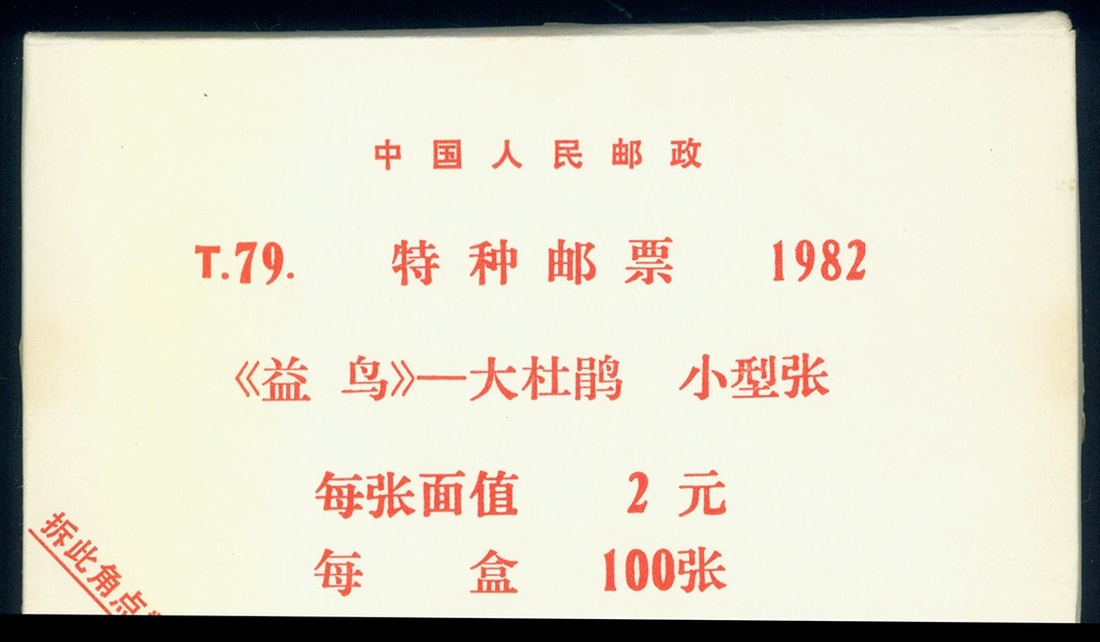 中国人民邮政
T.79. 特种邮票 1982
《益鸟》—大杜鹃 小型张
每张面值 2元
每盒 100张
拆此角点